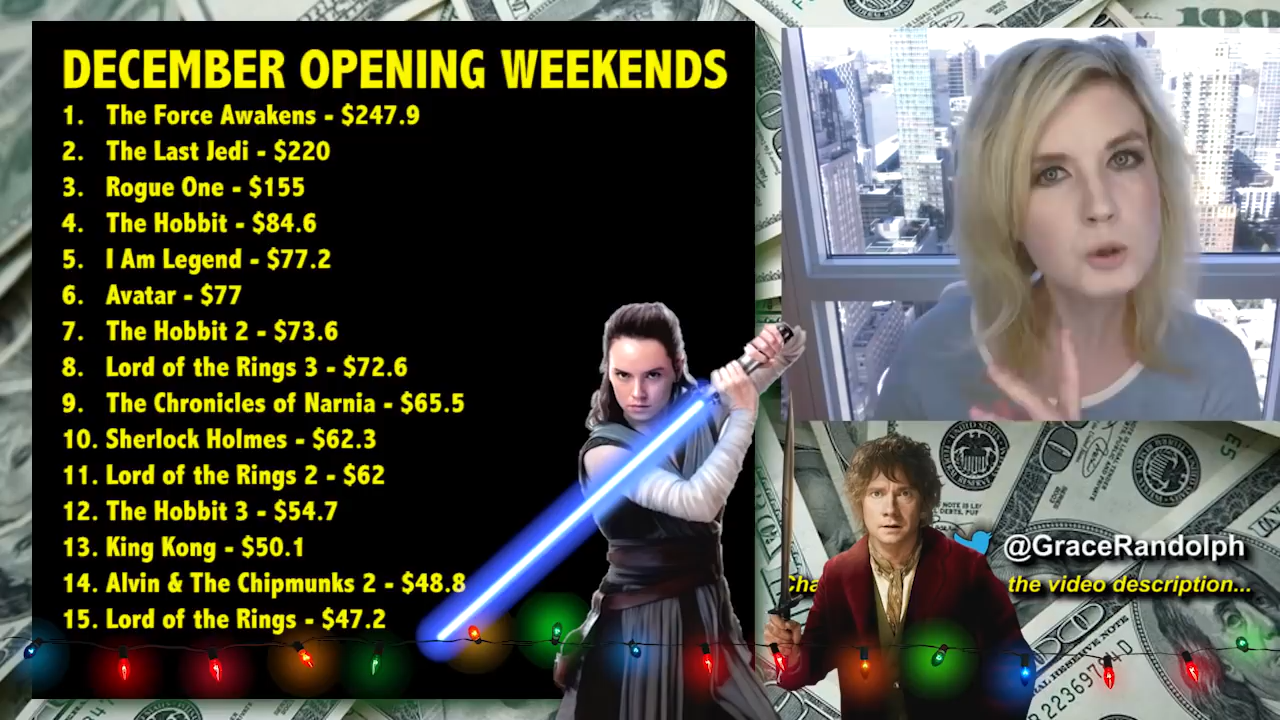 DECEMBER OPENING WEEKENDS
1. The Force Awakens - $247.9
2. The Last Jedi - $220
3. Rogue One - $155
4. The Hobbit - $84.6
5. I Am Legend - $77.2
6. Avatar - $77
7. The Hobbit 2 - $73.6
8. Lord of the Rings 3 - $72.6
9. The Chronicles of Narnia - $65.5
10. Sherlock Holmes - $62.3
11. Lord of the Rings 2 - $62
12. The Hobbit 3 - $54.7
13. King Kong - $50.1
14. Alvin & The Chipmunks 2 - $48.8
15. Lord of the Rings - $47.2
100
E5
@GraceRandolph
Cha the video description...